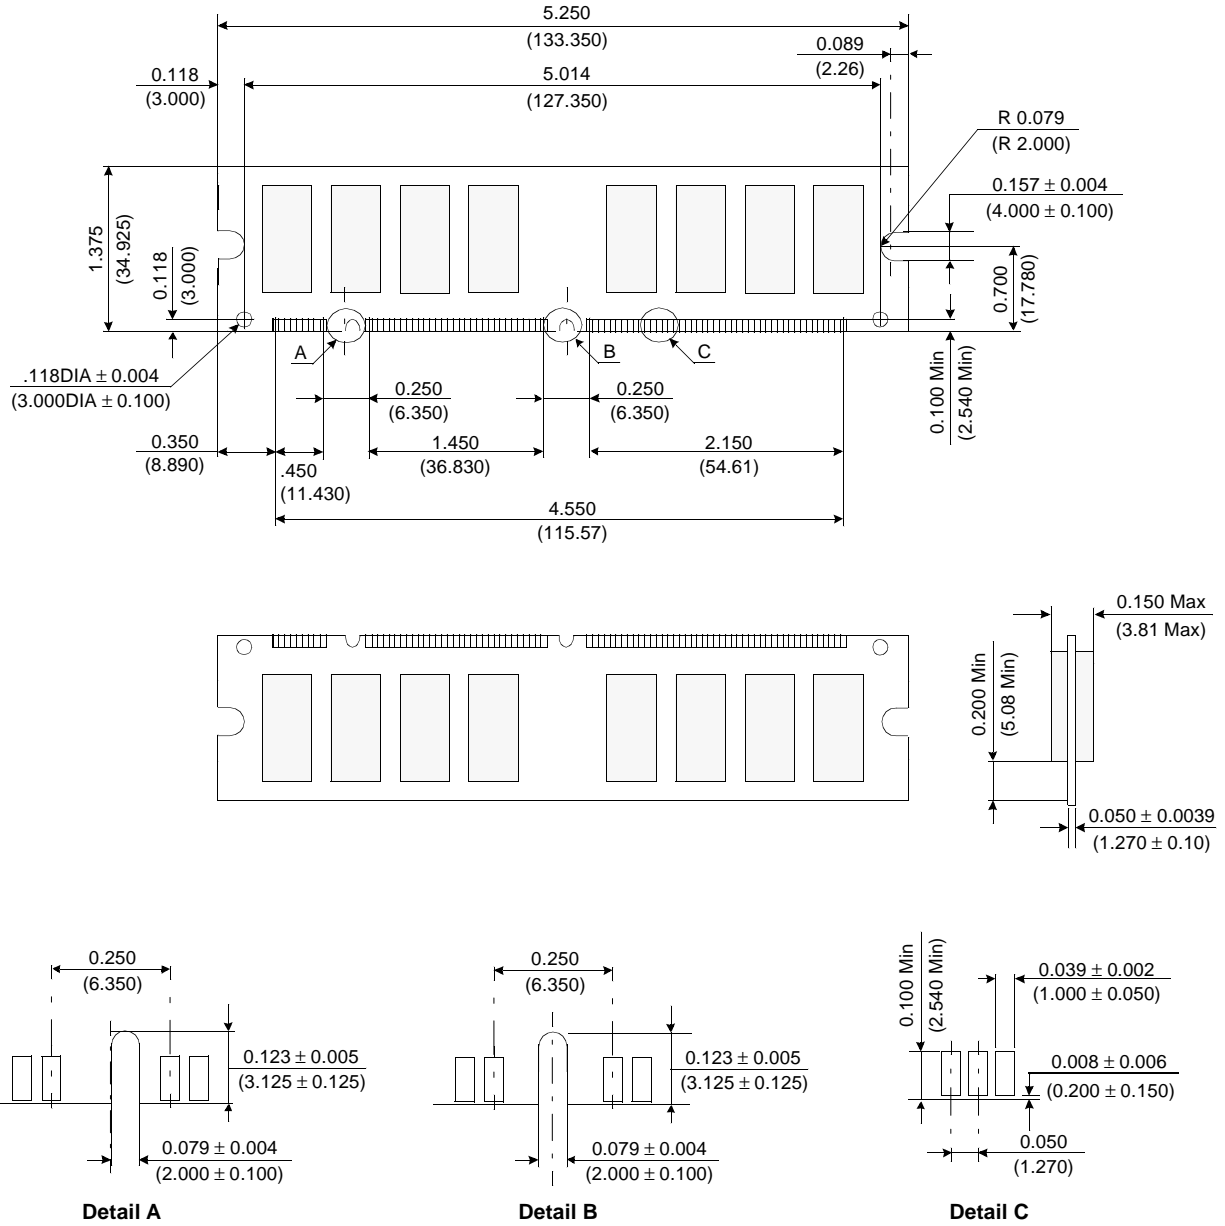 5.250
(133.350)
0.089
(2.26)
0.118
(3.000)
5.014
(127.350)
R 0.079
(R 2.000)
0.157 ± 0.004
(4.000 ± 0.100)
1.375
(34.925)
0.118
(3.000)
0.700
(17.780)
A
B
C
.118DIA ± 0.004
(3.000DIA ± 0.100)
0.250
(6.350)
0.250
(6.350)
0.100 Min
(2.540 Min)
0.350
(8.890)
.450
(11.430)
1.450
(36.830)
2.150
(54.61)
4.550
(115.57)
0.150 Max
(3.81 Max)
0.200 Min
(5.08 Min)
0.050 ± 0.0039
(1.270 ± 0.10)
0.250
(6.350)
0.123 ± 0.005
(3.125 ± 0.125)
0.079 ± 0.004
(2.000 ± 0.100)
Detail A
0.250
(6.350)
0.123 ± 0.005
(3.125 ± 0.125)
0.079 ± 0.004
(2.000 ± 0.100)
Detail B
0.100 Min
(2.540 Min)
0.039 ± 0.002
(1.000 ± 0.050)
0.008 ± 0.006
(0.200 ± 0.150)
0.050
(1.270)
Detail C